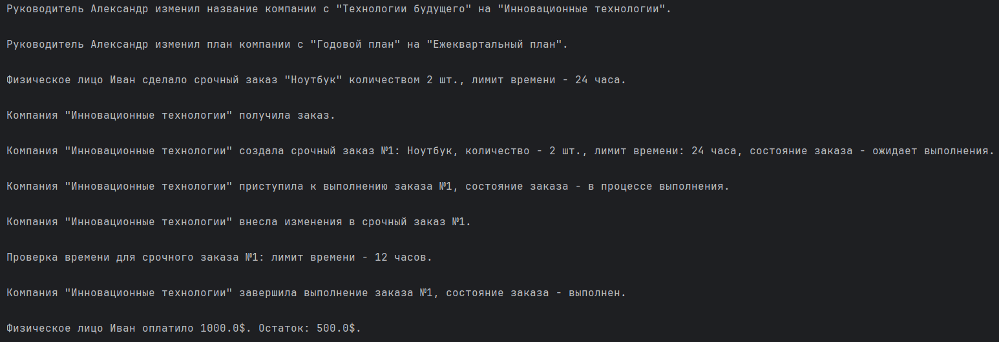 Руководитель Александр изменил название компании с "Технологии будущего" на "Инновационные технологии".
Руководитель Александр изменил план компании с "Годовой план" на "Ежеквартальный план".
Физическое лицо Иван сделало срочный заказ "Ноутбук" количеством 2 шт., лимит времени - 24 часа.
Компания "Инновационные технологии" получила заказ.
Компания "Инновационные технологии" создала срочный заказ №1: Ноутбук, количество - 2 шт., лимит времени: 24 часа, состояние заказа - ожидает выполнения.
Компания "Инновационные технологии" приступила к выполнению заказа №1, состояние заказа - в процессе выполнения.
Компания "Инновационные технологии" внесла изменения в срочный заказ №1.
Проверка времени для срочного заказа №1: лимит времени - 12 часов.
Компания "Инновационные технологии" завершила выполнение заказа №1, состояние заказа - выполнен.
Физическое лицо Иван оплатило 1000.0$. Остаток: 500.0$.